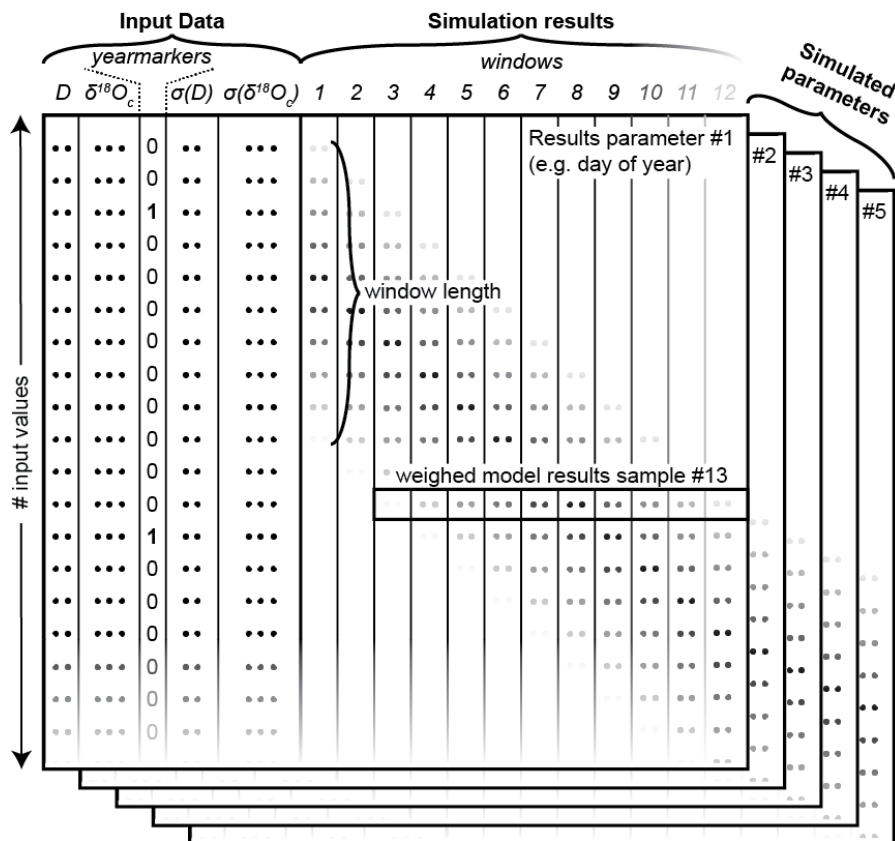 Input Data
Simulation results
yearmarkers
windows
Simulated
parameters
D δ¹⁸Oc σ(D) σ(δ¹⁸Oc) 1 2 3 4 5 6 7 8 9 10 11 12
Results parameter #1
(e.g. day of year)
#2
#3
#4
#5
0
0
1
0
0
0
0
0
0
0
0
0
1
0
0
0
0
0
0
window length
weighed model results sample #13
# input values